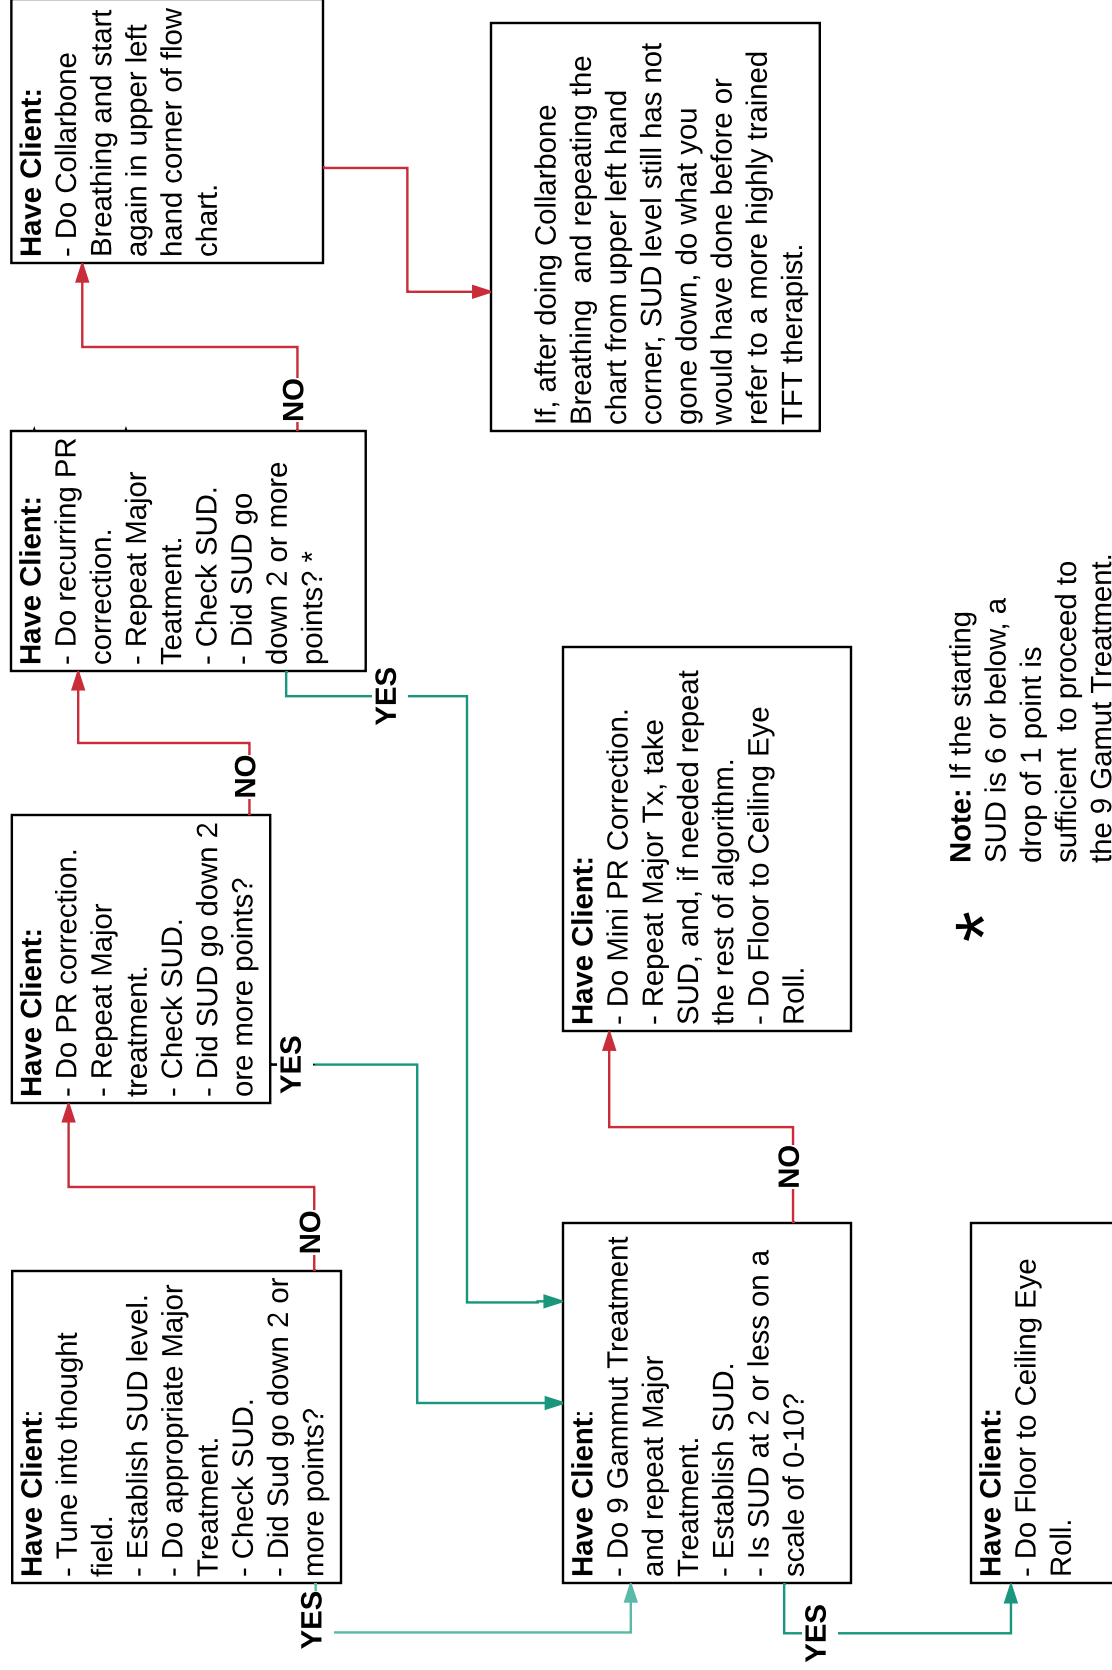 Have Client:
- Tune into thought
field.
- Establish SUD level.
- Do appropriate Major
Treatment.
- Check SUD.
- Did Sud go down 2 or
more points?
NO
YES
Have Client:
- Do PR correction.
- Repeat Major
treatment.
- Check SUD.
- Did SUD go down 2
ore more points?
NO
YES
Have Client:
- Do recurring PR
correction.
- Repeat Major
Teatment.
- Check SUD.
- Did SUD go
down 2 or more
points? *
NO
YES
Have Client:
- Do Collarbone
Breathing and start
again in upper left
hand corner of flow
chart.
If, after doing Collarbone
Breathing and repeating the
chart from upper left hand
corner, SUD level still has not
gone down, do what you
would have done before or
refer to a more highly trained
TFT therapist.
Have Client:
- Do 9 Gammut Treatment
and repeat Major
Treatment.
- Establish SUD.
- Is SUD at 2 or less on a
scale of 0-10?
NO
YES
Have Client:
- Do Mini PR Correction.
- Repeat Major Tx, take
SUD, and, if needed repeat
the rest of algorithm.
- Do Floor to Ceiling Eye
Roll.
Have Client:
- Do Floor to Ceiling Eye
Roll.
*
Note: If the starting
SUD is 6 or below, a
drop of 1 point is
sufficient to proceed to
the 9 Gamut Treatment.